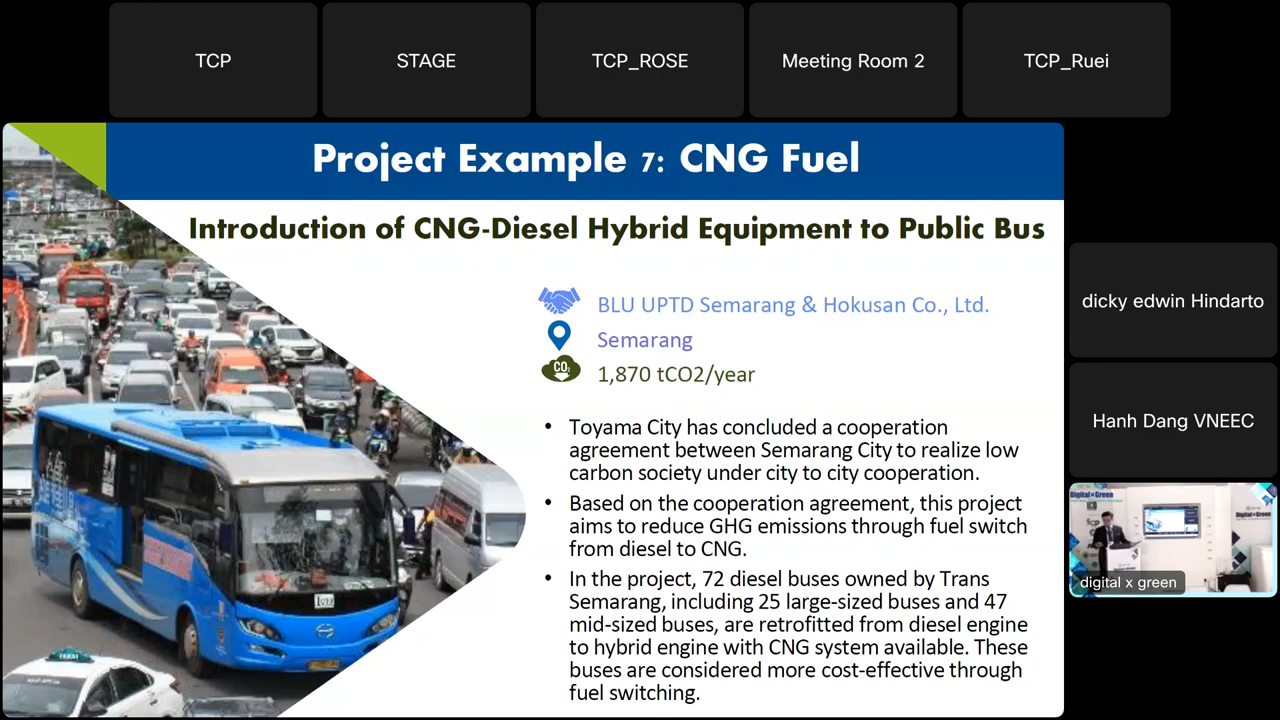 TCP
STAGE
TCP_ROSE
Meeting Room 2
TCP_Ruei
Project Example 7: CNG Fuel
Introduction of CNG-Diesel Hybrid Equipment to Public Bus
BLU UPTD Semarang & Hokusan Co., Ltd.
Semarang
CO2
1,870 tCO2/year
• Toyama City has concluded a cooperation
agreement between Semarang City to realize low
carbon society under city to city cooperation.
• Based on the cooperation agreement, this project
aims to reduce GHG emissions through fuel switch
from diesel to CNG.
• In the project, 72 diesel buses owned by Trans
Semarang, including 25 large-sized buses and 47
mid-sized buses, are retrofitted from diesel engine
to hybrid engine with CNG system available. These
buses are considered more cost-effective through
fuel switching.
dicky edwin Hindarto
Hanh Dang VNEEC
Digital×Green
Digital×Green
tcp
digital x green